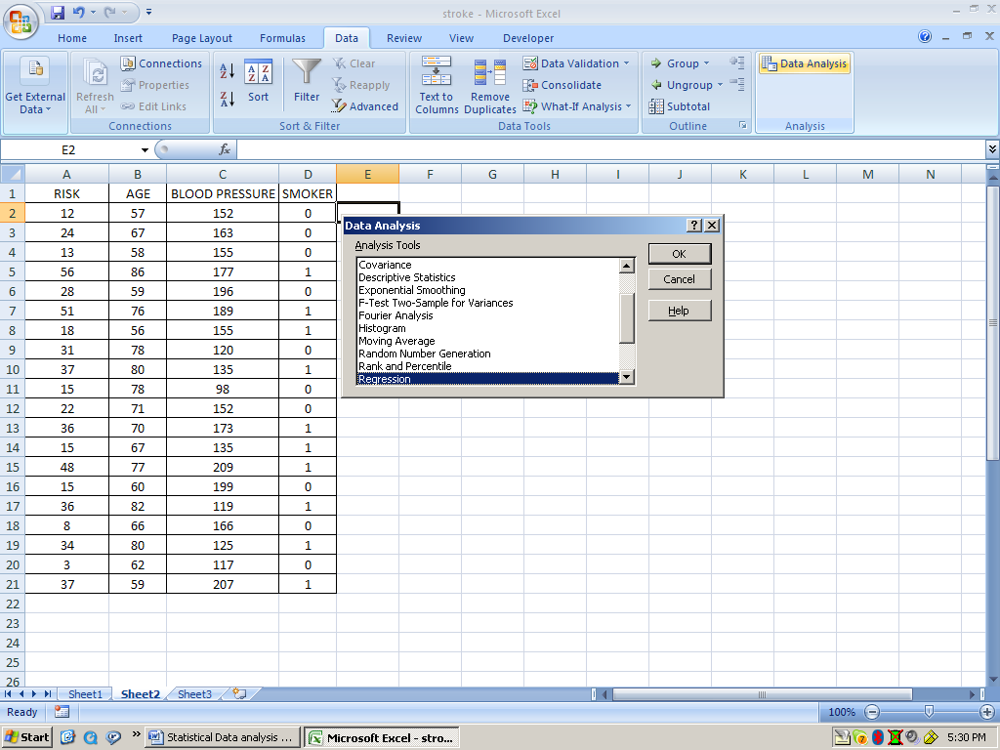 stroke - Microsoft Excel
Home Insert Page Layout Formulas Data Review View Developer
Get External Data
Refresh All
Connections
Properties
Edit Links
Connections
Sort
Filter
Clear
Reapply
Advanced
Sort & Filter
Text to Columns
Remove Duplicates
Data Validation
Consolidate
What-If Analysis
Data Tools
Group
Ungroup
Subtotal
Outline
Data Analysis
Analysis
E2 fx
A B C D E F G H I J K L M N
1 RISK AGE BLOOD PRESSURE SMOKER
2 12 57 152 0
3 24 67 163 0
4 13 58 155 0
5 56 86 177 1
6 28 59 196 0
7 51 76 189 1
8 18 56 155 1
9 31 78 120 0
10 37 80 135 1
11 15 78 98 0
12 22 71 152 0
13 36 70 173 1
14 15 67 135 1
15 48 77 209 1
16 15 60 199 0
17 36 82 119 1
18 8 66 166 0
19 34 80 125 1
20 3 62 117 0
21 37 59 207 1
22
23
24
25
26
Data Analysis
Analysis Tools
Covariance
Descriptive Statistics
Exponential Smoothing
F-Test Two-Sample for Variances
Fourier Analysis
Histogram
Moving Average
Random Number Generation
Rank and Percentile
Regression
OK
Cancel
Help
Sheet1 Sheet2 Sheet3
Ready 100%
Start Statistical Data analysis ... Microsoft Excel - stro... 5:30 PM